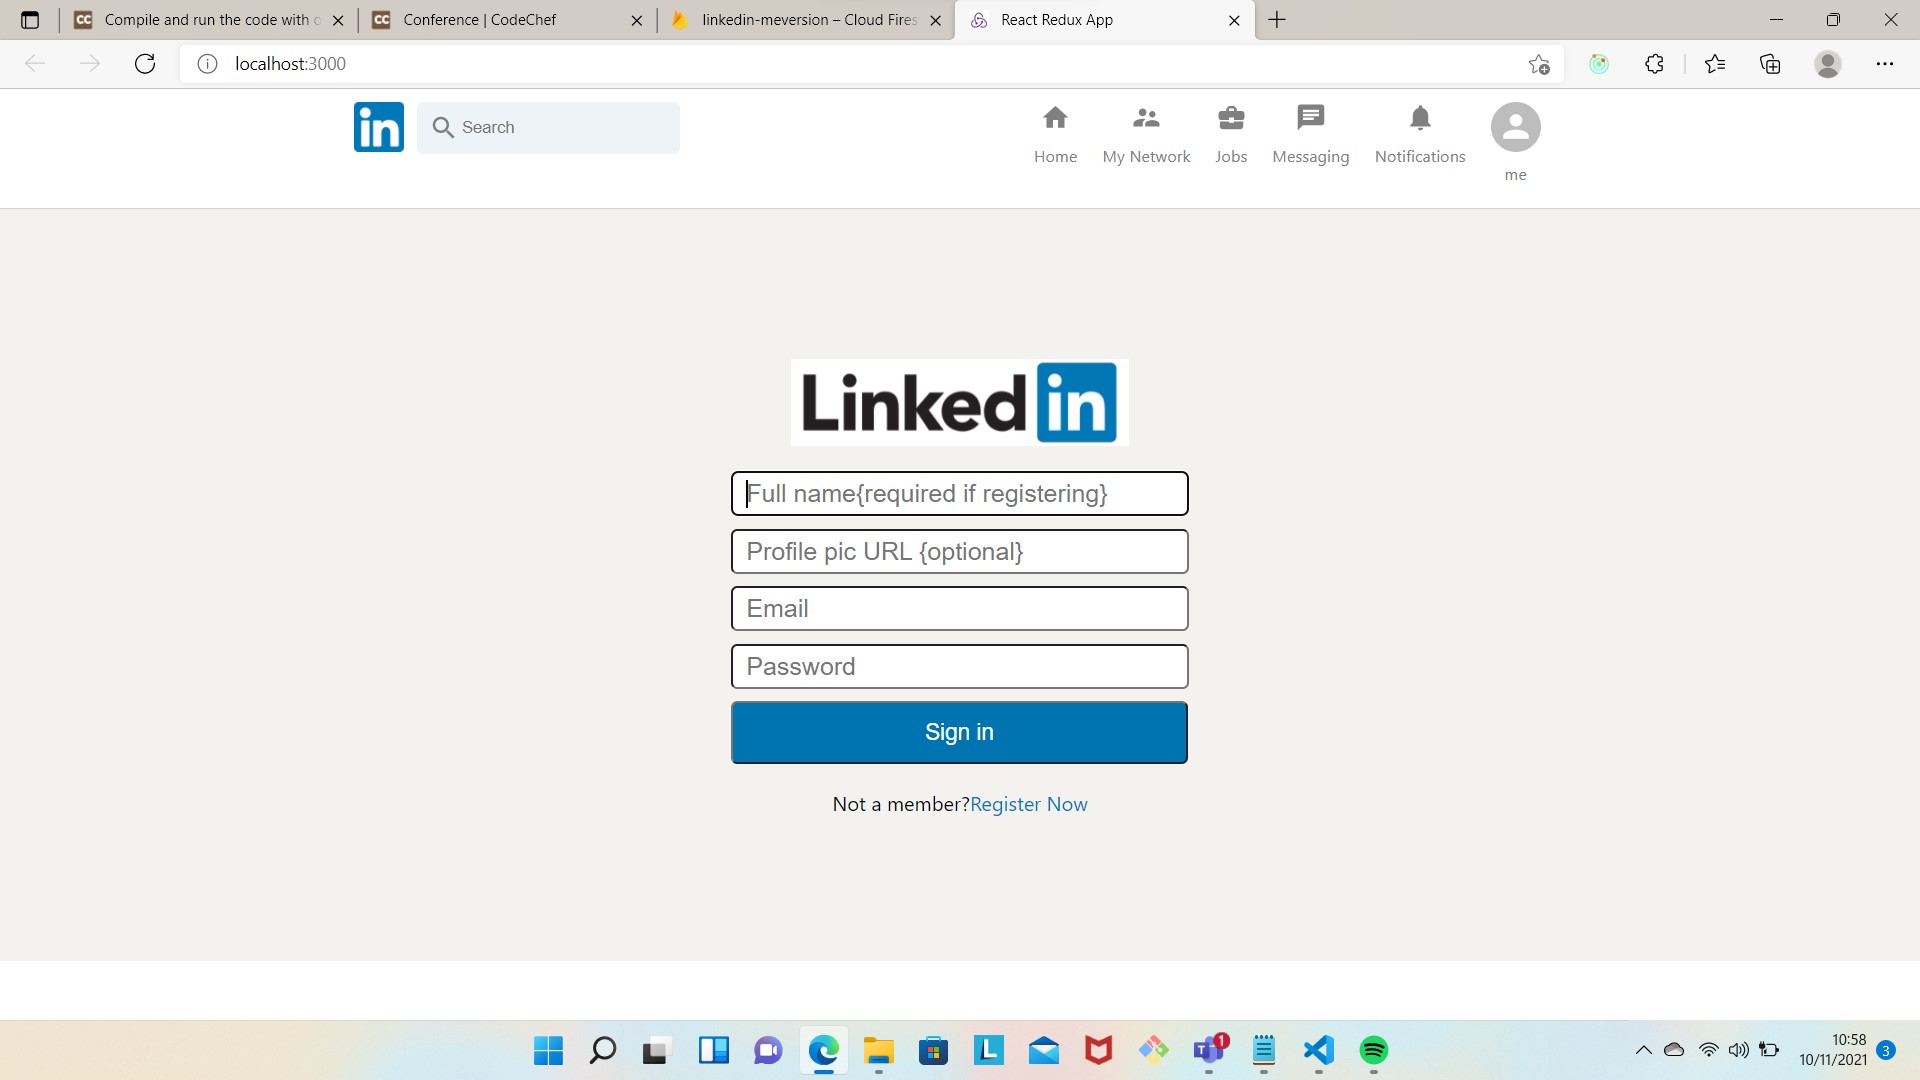 Compile and run the code with o
Conference | CodeChef
linkedin-meversion – Cloud Fires
React Redux App
localhost:3000
in
Search
Home
My Network
Jobs
Messaging
Notifications
me
Linked in
Full name{required if registering}
Profile pic URL {optional}
Email
Password
Sign in
Not a member?Register Now
1
10:58
10/11/2021
3